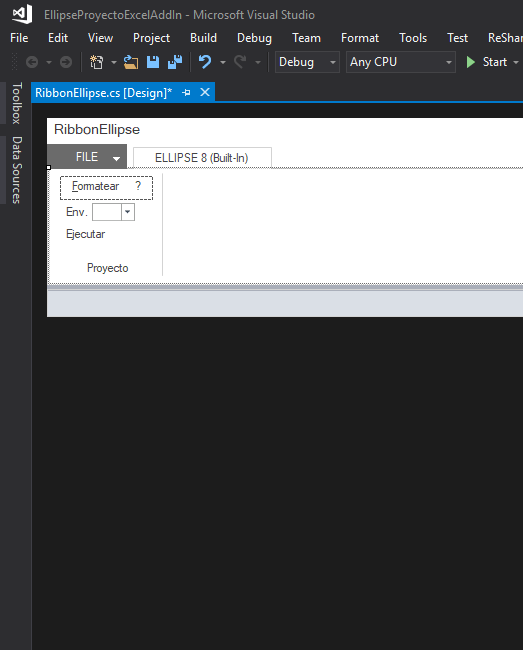 EllipseProyectoExcelAddIn - Microsoft Visual Studio
File Edit View Project Build Debug Team Format Tools Test ReShar
Debug Any CPU Start
Toolbox
Data Sources
RibbonEllipse.cs [Design]*
RibbonEllipse
FILE ELLIPSE 8 (Built-In)
Formatear ?
Env.
Ejecutar
Proyecto